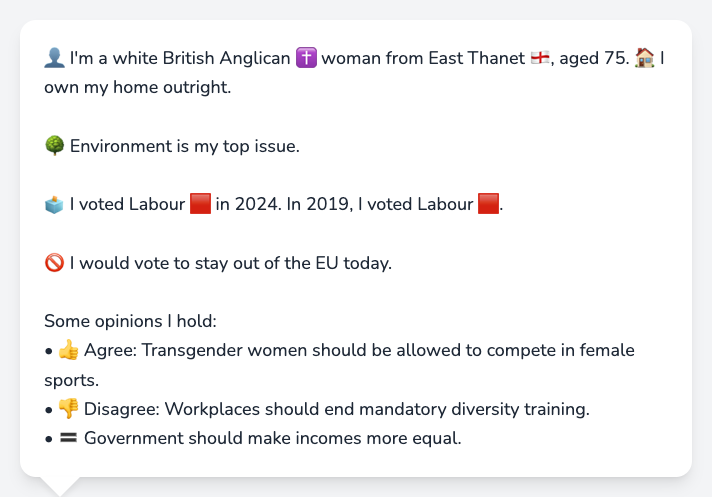 👤 I'm a white British Anglican ✝️ woman from East Thanet 🏴󠁧󠁢󠁥󠁮󠁧󠁿, aged 75. 🏠 I
own my home outright.
🌳 Environment is my top issue.
🗳️ I voted Labour 🟥 in 2024. In 2019, I voted Labour 🟥.
🚫 I would vote to stay out of the EU today.
Some opinions I hold:
• 👍 Agree: Transgender women should be allowed to compete in female
sports.
• 👎 Disagree: Workplaces should end mandatory diversity training.
• 🟰 Government should make incomes more equal.